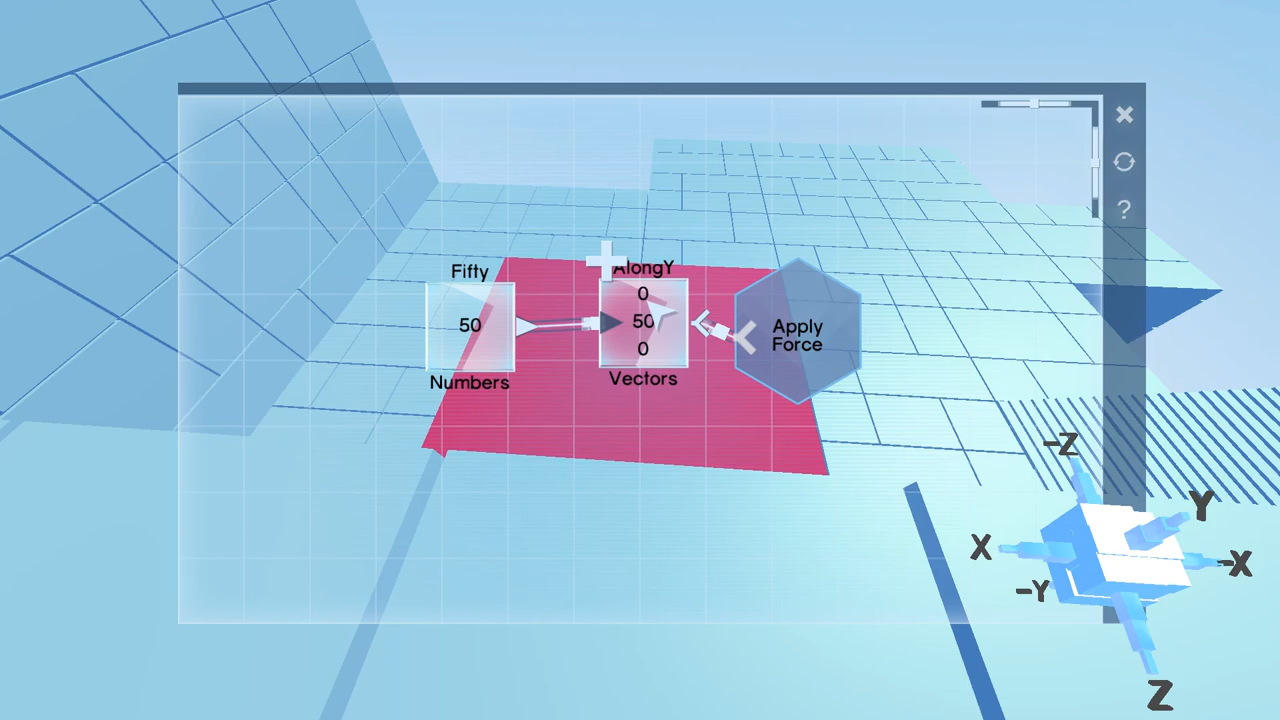 Fifty
50
Numbers
AlongY
0
50
0
Vectors
Apply
Force
?
-Z
Y
X
-X
-Y
Z